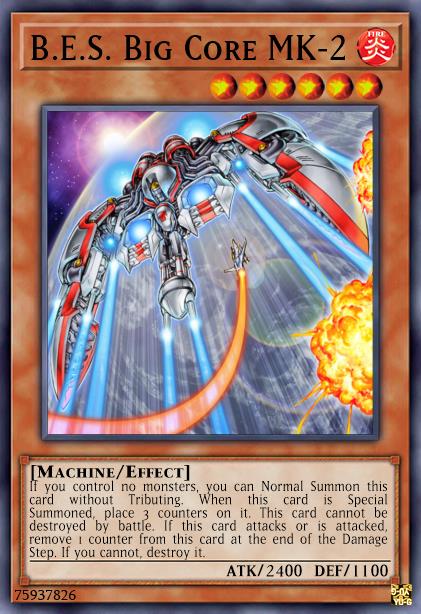 B.E.S. Big Core MK-2
FIRE
炎
[Machine/Effect]
If you control no monsters, you can Normal Summon this
card without Tributing. When this card is Special
Summoned, place 3 counters on it. This card cannot be
destroyed by battle. If this card attacks or is attacked,
remove 1 counter from this card at the end of the Damage
Step. If you cannot, destroy it.
ATK/2400 DEF/1100
75937826